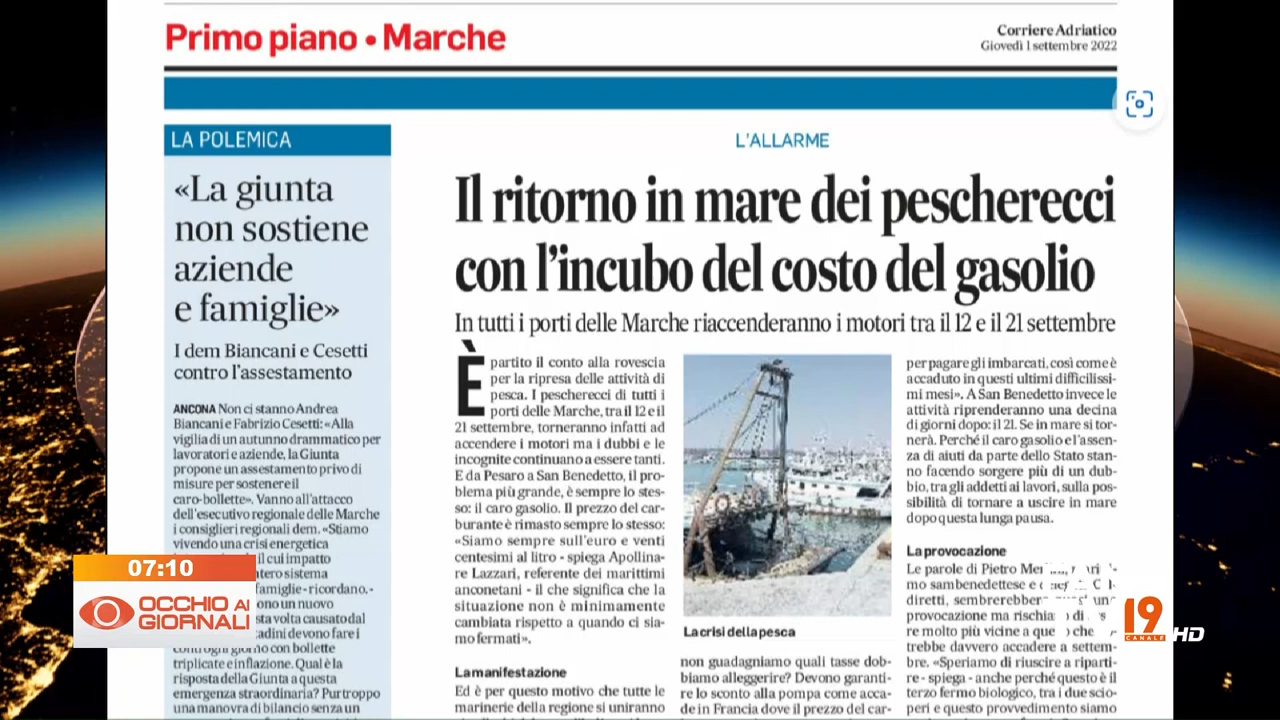 Primo piano • Marche
Corriere Adriatico
Giovedì 1 settembre 2022
LA POLEMICA
«La giunta
non sostiene
aziende
e famiglie»
I dem Biancani e Cesetti
contro l'assestamento
ANCONA Non ci stanno Andrea
Biancani e Fabrizio Cesetti: «Alla
vigilia di un autunno drammatico per
lavoratori e aziende, la Giunta
propone un assestamento privo di
misure per sostenere il
caro-bollette». Vanno all'attacco
dell'esecutivo regionale delle Marche
i consiglieri regionali dem. «Stiamo
vivendo una crisi energetica
il cui impatto
sistema
famiglie - ricordano. -
un nuovo
volta causato dal
devono fare i
conti ogni giorno con bollette
triplicate e inflazione. Qual è la
risposta della Giunta a questa
emergenza straordinaria? Purtroppo
una manovra di bilancio senza un
L'ALLARME
Il ritorno in mare dei pescherecci
con l'incubo del costo del gasolio
In tutti i porti delle Marche riaccenderanno i motori tra il 12 e il 21 settembre
È partito il conto alla rovescia
per la ripresa delle attività di
pesca. I pescherecci di tutti i
porti delle Marche, tra il 12 e il
21 settembre, torneranno infatti ad
accendere i motori ma i dubbi e le
incognite continuano a essere tanti.
E da Pesaro a San Benedetto, il pro-
blema più grande, è sempre lo stes-
so: il caro gasolio. Il prezzo del car-
burante è rimasto sempre lo stesso:
«Siamo sempre sull'euro e venti
centesimi al litro - spiega Apollina-
re Lazzari, referente dei marittimi
anconetani - il che significa che la
situazione non è minimamente
cambiata rispetto a quando ci sia-
mo fermati».
La manifestazione
Ed è per questo motivo che tutte le
marinerie della regione si uniranno
La crisi della pesca
non guadagniamo quali tasse dob-
biamo alleggerire? Devono garanti-
re lo sconto alla pompa come acca-
de in Francia dove il prezzo del car-
per pagare gli imbarcati, così come è
accaduto in questi ultimi difficilissi-
mi mesi». A San Benedetto invece le
attività riprenderanno una decina
di giorni dopo: il 21. Se in mare si tor-
nerà. Perché il caro gasolio e l'assen-
za di aiuti da parte dello Stato stan-
no facendo sorgere più di un dub-
bio, tra gli addetti ai lavori, sulla pos-
sibilità di tornare a uscire in mare
dopo questa lunga pausa.
La provocazione
Le parole di Pietro
mo sambenedettese e
diretti, sembrerebbero
provocazione ma rischiano di
re molto più vicine a que che
trebbe davvero accadere a settem-
bre. «Speriamo di riuscire a riparti-
re - spiega - anche perché questo è il
terzo fermo biologico, tra i due scio-
peri e questo provvedimento siamo
07:10
OCCHIO AI
GIORNALI
19
CANALE HD